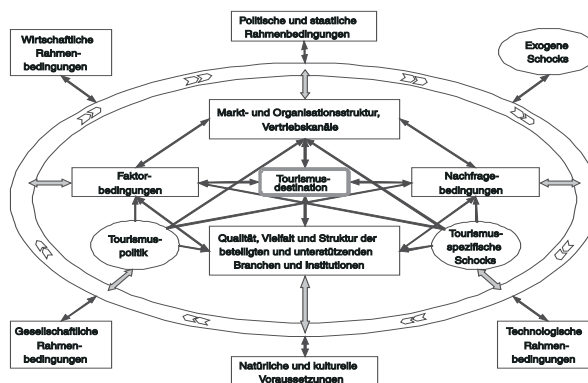 Politische und staatliche
Rahmenbedingungen
Wirtschaftliche
Rahmen-
bedingungen
Exogene
Schocks
Markt- und Organisationsstruktur,
Vertriebskanäle
Faktor-
bedingungen
Tourismus-
destination
Nachfrage-
bedingungen
Tourismus-
politik
Qualität, Vielfalt und Struktur der
beteiligten und unterstützenden
Branchen und Institutionen
Tourismus-
spezifische
Schocks
Gesellschaftliche
Rahmen-
bedingungen
Technologische
Rahmen-
bedingungen
Natürliche und kulturelle
Voraussetzungen